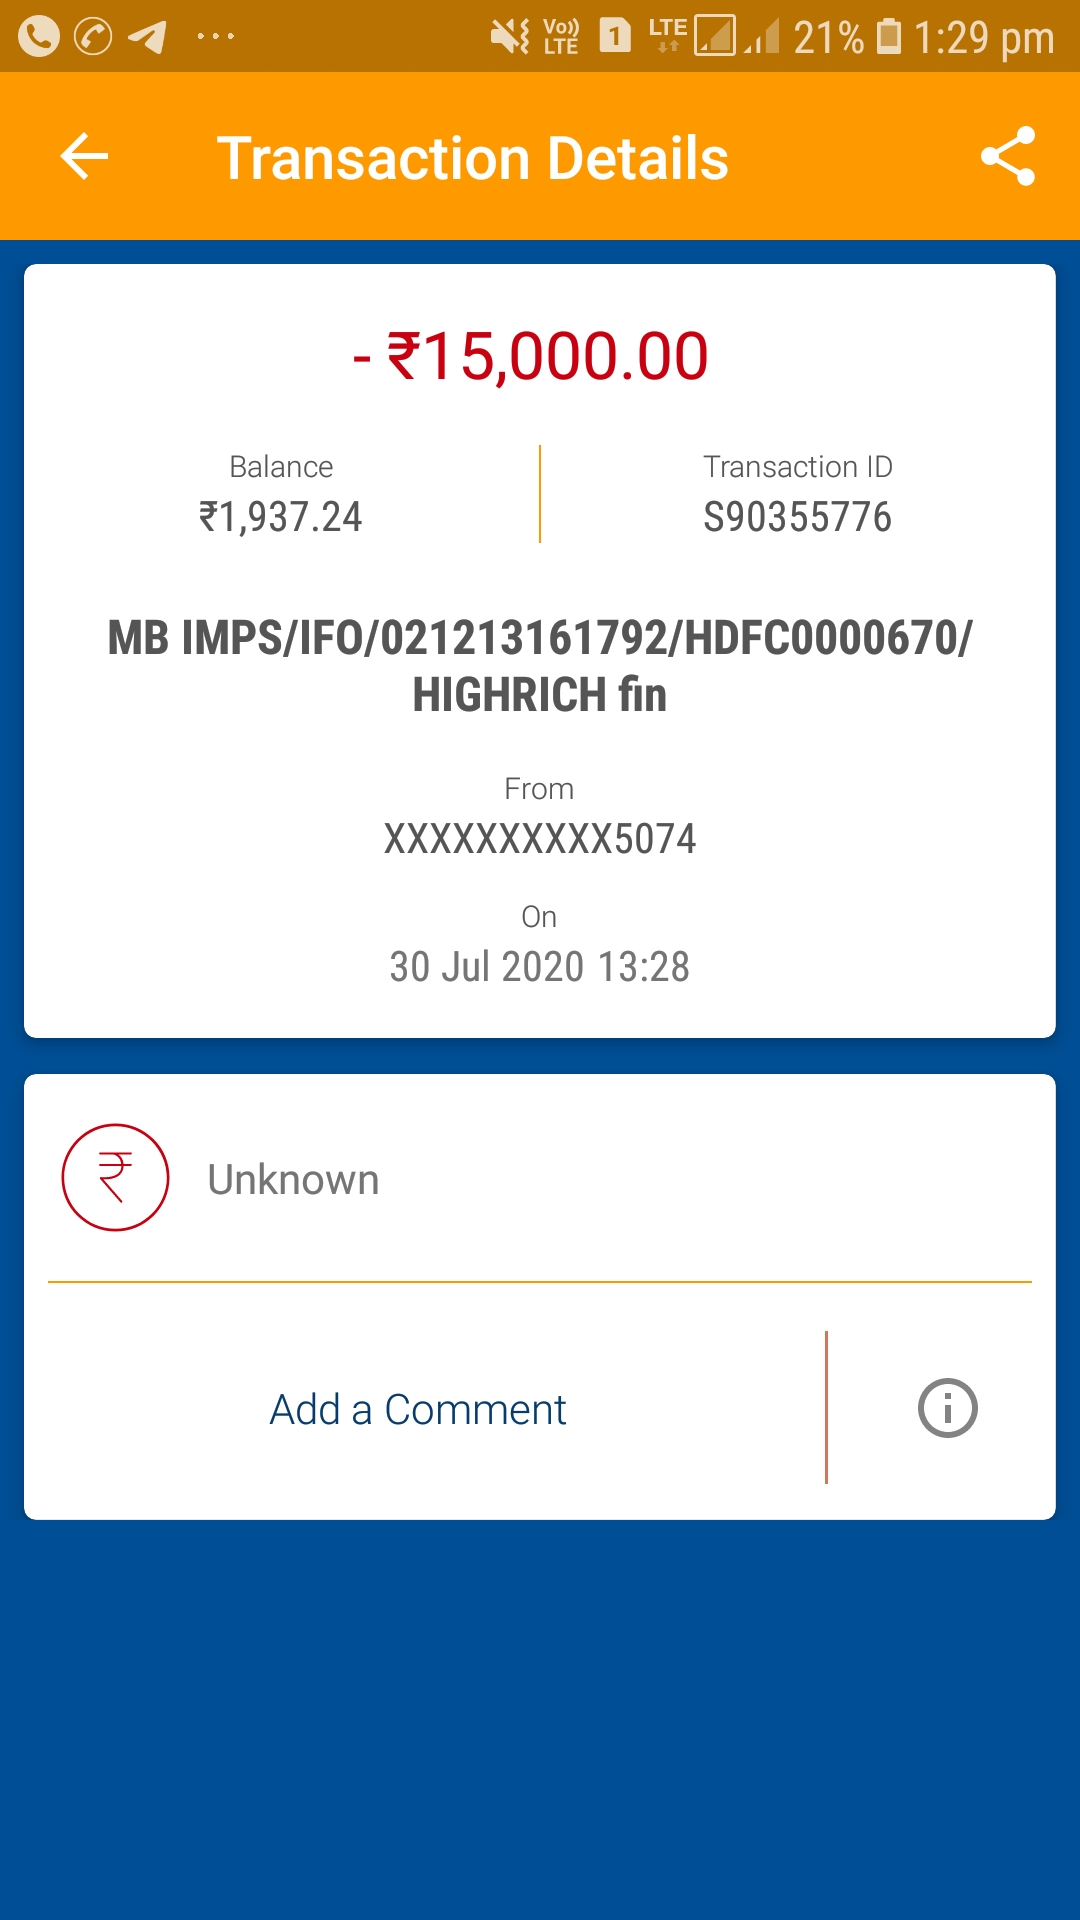 Vo)) LTE 1 LTE 21% 1:29 pm
Transaction Details
- ₹15,000.00
Balance
₹1,937.24
Transaction ID
S90355776
MB IMPS/IFO/021213161792/HDFC0000670/
HIGHRICH fin
From
XXXXXXXXXX5074
On
30 Jul 2020 13:28
₹ Unknown
Add a Comment